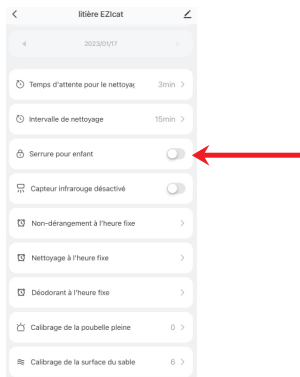 litière EZIcat
2023/01/17
Temps d'attente pour le nettoyag 3min
Intervalle de nettoyage 15min
Serrure pour enfant
Capteur infrarouge désactivé
Non-dérangement à l'heure fixe
Nettoyage à l'heure fixe
Déodorant à l'heure fixe
Calibrage de la poubelle pleine 0
Calibrage de la surface du sable 6